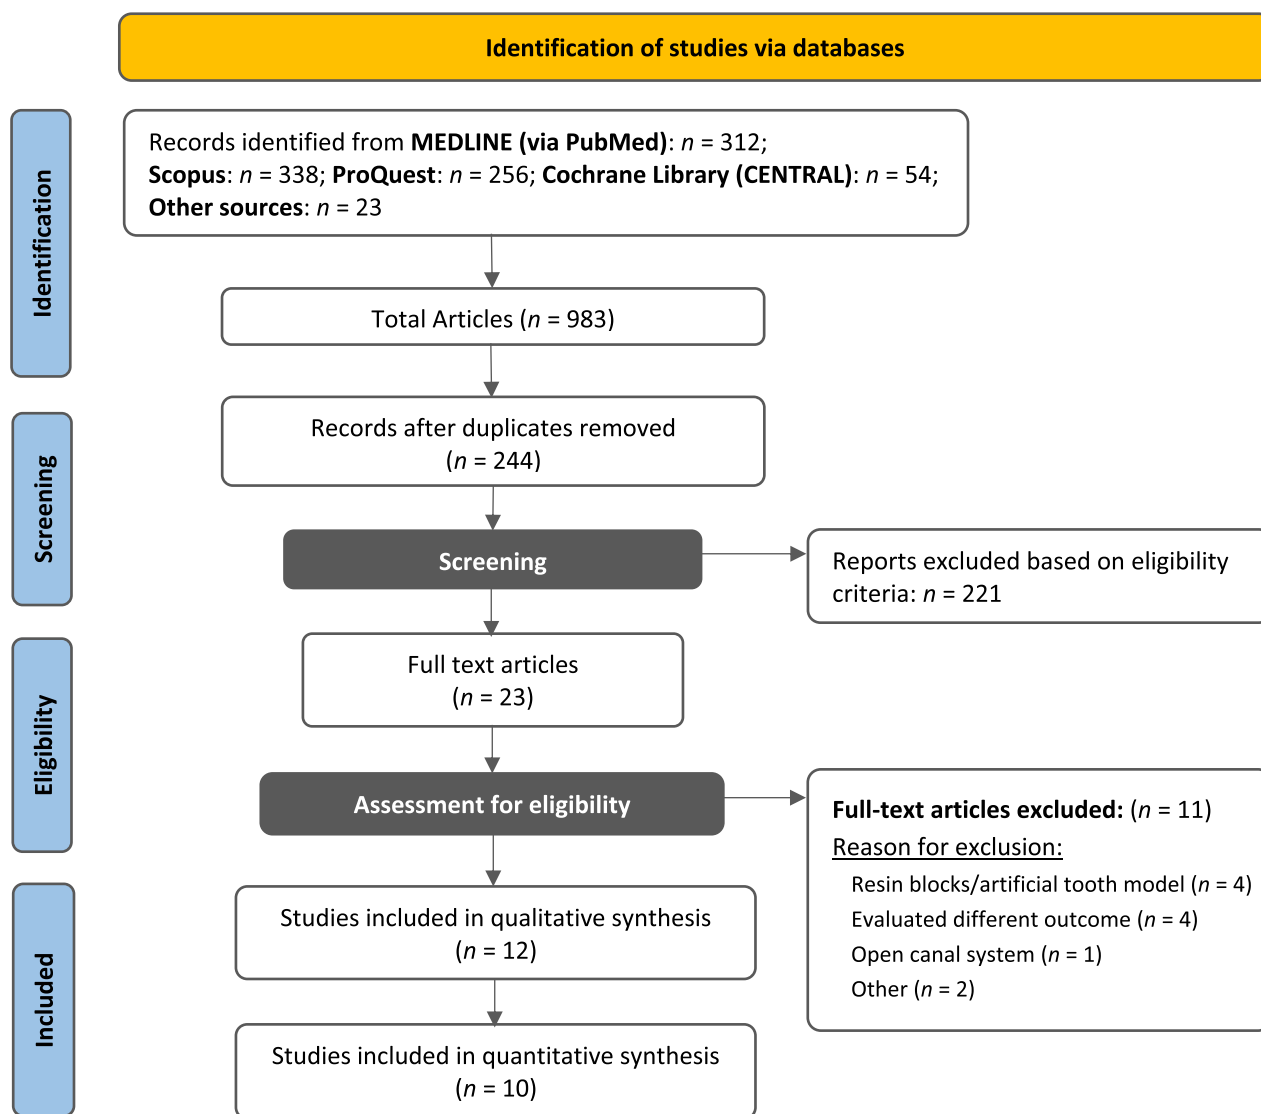 Identification of studies via databases
Identification
Records identified from MEDLINE (via PubMed): n = 312;
Scopus: n = 338; ProQuest: n = 256; Cochrane Library (CENTRAL): n = 54;
Other sources: n = 23
Total Articles (n = 983)
Screening
Records after duplicates removed
(n = 244)
Screening
Reports excluded based on eligibility
criteria: n = 221
Eligibility
Full text articles
(n = 23)
Assessment for eligibility
Full-text articles excluded: (n = 11)
Reason for exclusion:
Resin blocks/artificial tooth model (n = 4)
Evaluated different outcome (n = 4)
Open canal system (n = 1)
Other (n = 2)
Included
Studies included in qualitative synthesis
(n = 12)
Studies included in quantitative synthesis
(n = 10)